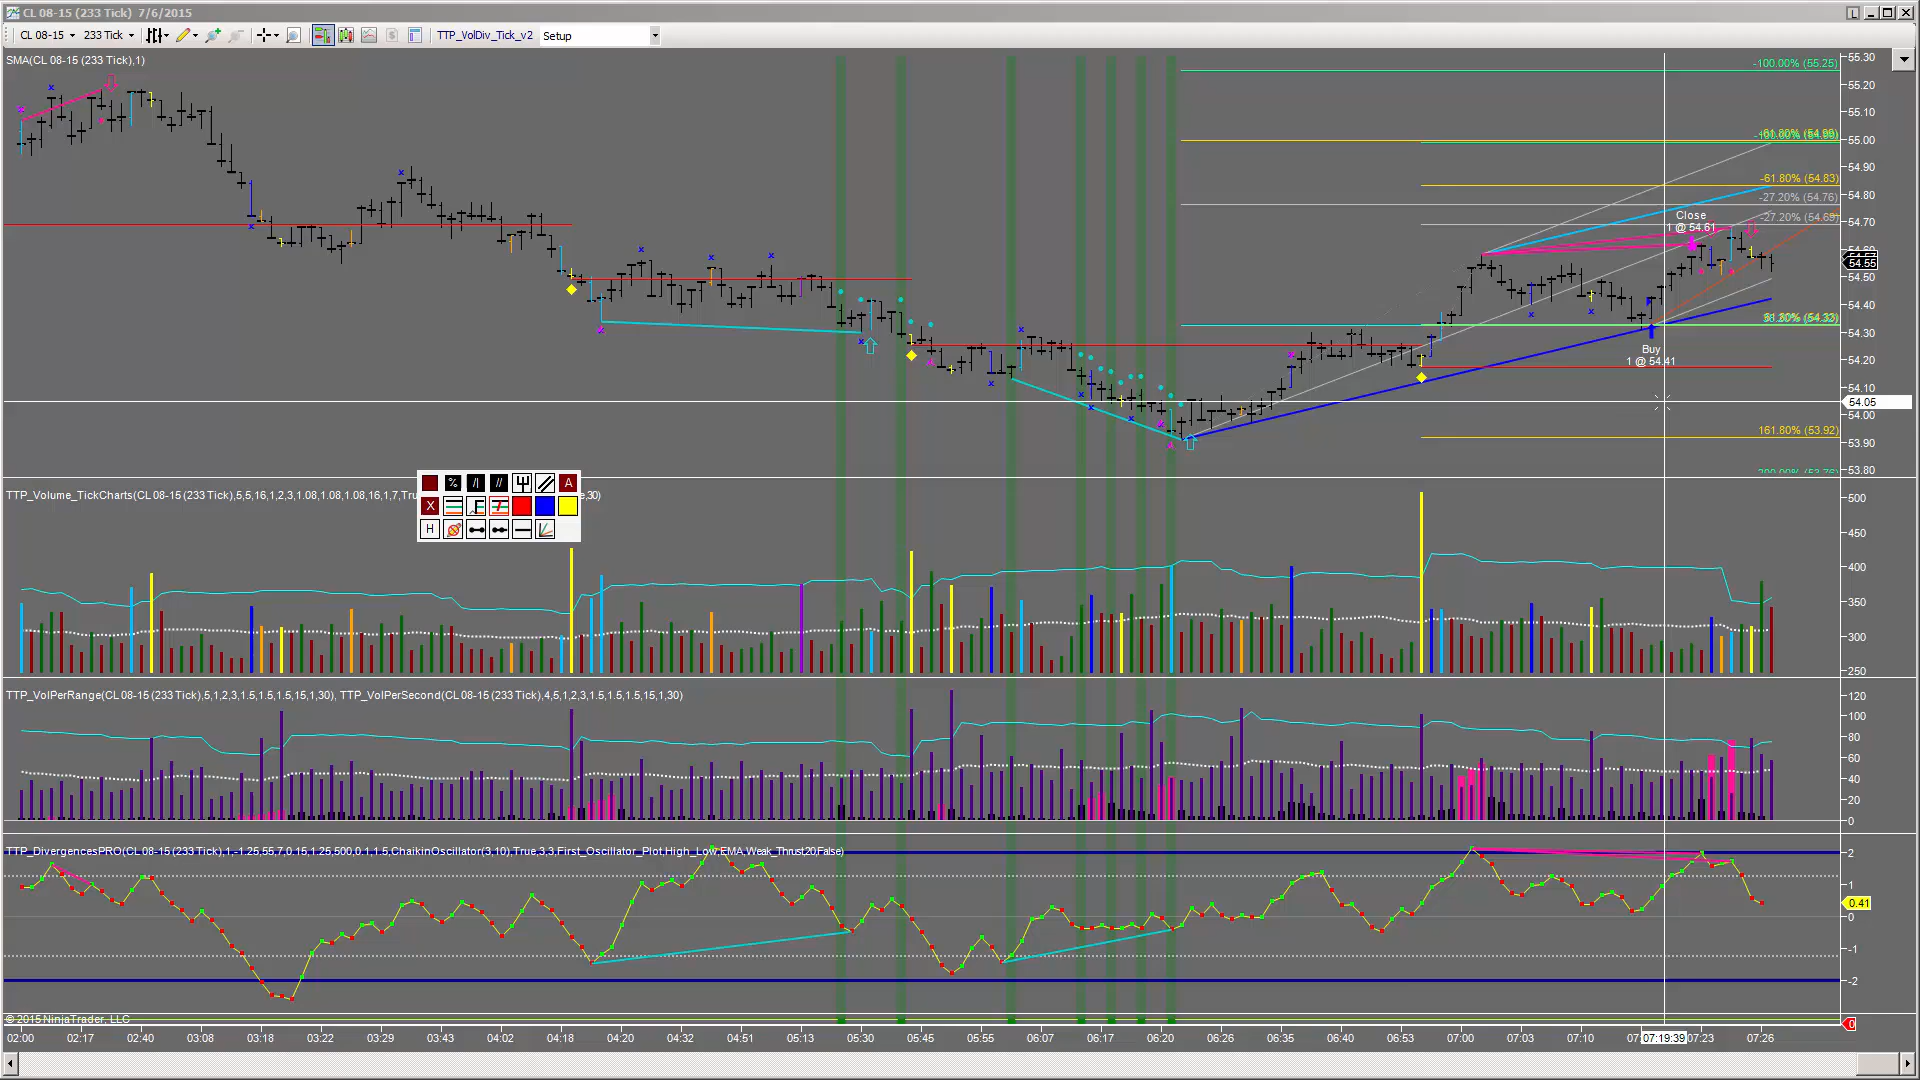 CL 08-15 (233 Tick) 7/6/2015
CL 08-15 233 Tick TTP_VolDiv_Tick_v2 Setup
SMA(CL 08-15 (233 Tick),1)
-100.00% (55.25)
-61.80% (54.83)
-27.20% (54.76)
-27.20% (54.69)
Close
1 @ 54.61
Buy
1 @ 54.41
161.80% (53.92)
55.30
55.20
55.10
55.00
54.90
54.80
54.70
54.55
54.50
54.40
54.30
54.20
54.10
54.05
54.00
53.90
53.80
% A
X
H
TTP_Volume_TickCharts(CL 08-15 (233 Tick),5,5,16,1,2,3,1.08,1.08,1.08,16,1,7,Tru e,30)
500
450
400
350
300
250
TTP_VolPerRange(CL 08-15 (233 Tick),5,1,2,3,1.5,1.5,1.5,15,1,30), TTP_VolPerSecond(CL 08-15 (233 Tick),4,5,1,2,3,1.5,1.5,1.5,15,1,30)
120
100
80
60
40
20
0
TTP_DivergencesPRO(CL 08-15 (233 Tick),1,-1.25,55,7,0.15,1.25,500,0.1,1.5,ChaikinOscillator(3,10),True,3,3,First_Oscillator_Plot,High_Low,EMA,Weak_Thrust,20,False)
2
1
0.41
0
-1
-2
© 2015 NinjaTrader, LLC
0
02:00 02:17 02:40 03:08 03:18 03:22 03:29 03:43 04:02 04:18 04:20 04:32 04:51 05:13 05:30 05:42 05:55 06:07 06:17 06:20 06:26 06:35 06:40 06:53 07:00 07:03 07:10 07:19:39 07:23 07:26